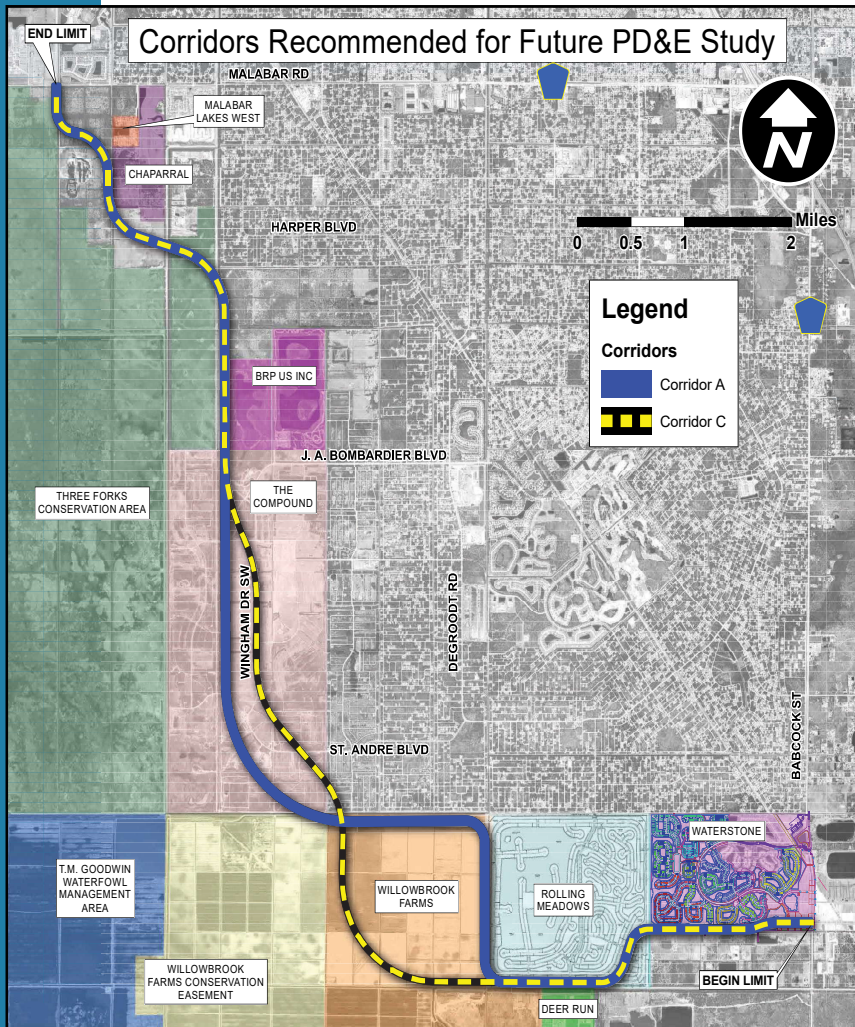 END LIMIT
Corridors Recommended for Future PD&E Study
MALABAR RD
MALABAR
LAKES WEST
CHAPARRAL
N
HARPER BLVD
Miles
0 0.5 1 2
Legend
Corridors
Corridor A
Corridor C
BRP US INC
J. A. BOMBARDIER BLVD
THREE FORKS
CONSERVATION AREA
THE
COMPOUND
WINGHAM DR SW
DEGROODT RD
BABCOCK ST
ST. ANDRE BLVD
WATERSTONE
T.M. GOODWIN
WATERFOWL
MANAGEMENT
AREA
WILLOWBROOK
FARMS
ROLLING
MEADOWS
WILLOWBROOK
FARMS CONSERVATION
EASEMENT
BEGIN LIMIT
DEER RUN